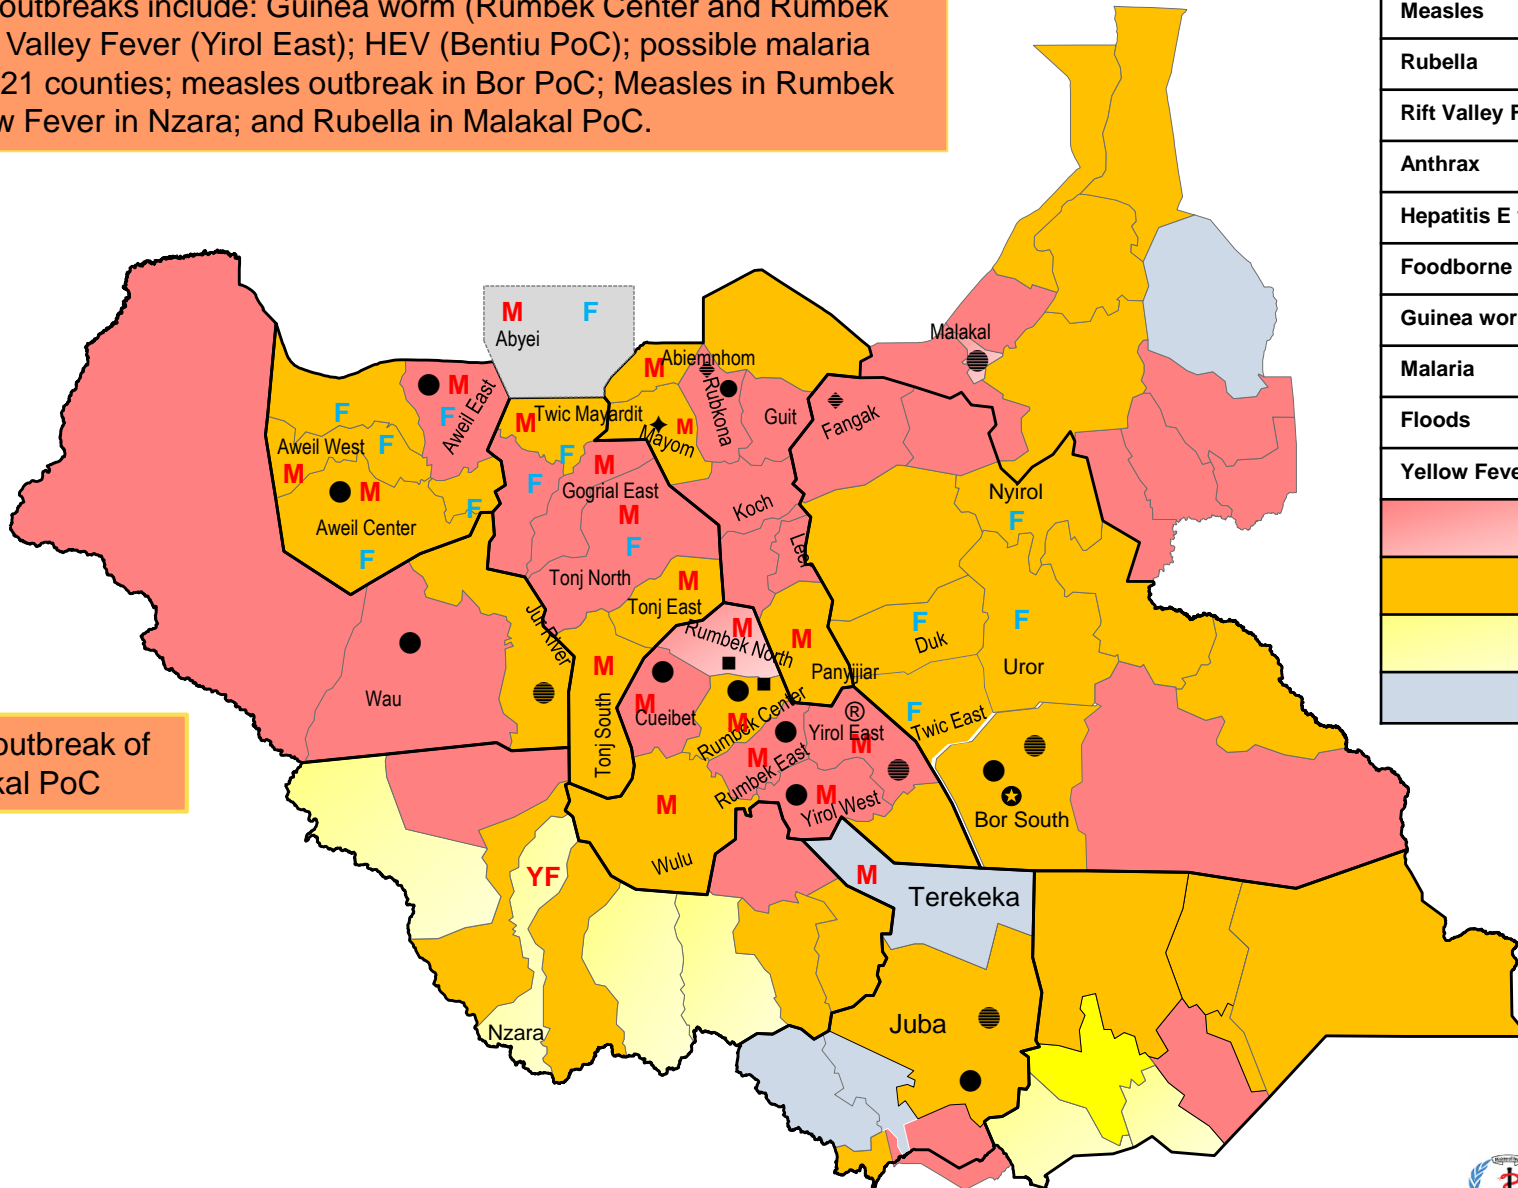 outbreaks include: Guinea worm (Rumbek Center and Rumbek
Valley Fever (Yirol East); HEV (Bentiu PoC); possible malaria
21 counties; measles outbreak in Bor PoC; Measles in Rumbek
w Fever in Nzara; and Rubella in Malakal PoC.
Measles
Rubella
Rift Valley F
Anthrax
Hepatitis E
Foodborne
Guinea wor
Malaria
Floods
Yellow Feve
M
F
Abyei
Malakal
M
Abiemnhom
M
F
Aweil East
Rubkona
Guit
Fangak
F
M
Twic Mayardit
M
Mayom
Aweil West
F
F
M
M
Gogrial East
F
Nyirol
M
Aweil Center
F
Koch
M
F
F
F
Leer
Tonj North
M
Tonj East
Jur River
M
Rumbek North
M
F
Duk
F
Uror
M
Panyijiar
Wau
Tonj South
M
Cueibet
M
Rumbek Center
®
Yirol East
M
F
Twic East
M
Rumbek East
M
Yirol West
Bor South
outbreak of
kal PoC
M
Wulu
YF
M
Terekeka
Juba
Nzara